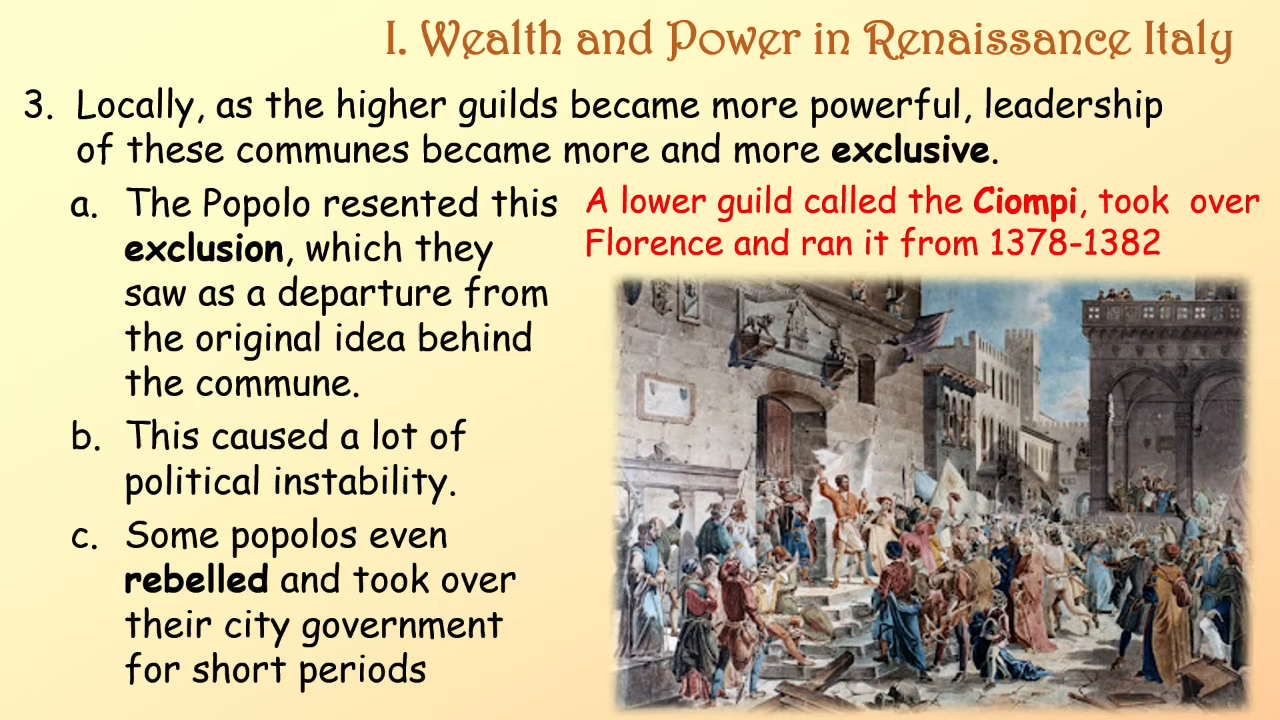 I. Wealth and Power in Renaissance Italy
3. Locally, as the higher guilds became more powerful, leadership
of these communes became more and more exclusive.
a. The Popolo resented this
exclusion, which they
saw as a departure from
the original idea behind
the commune.
b. This caused a lot of
political instability.
c. Some popolos even
rebelled and took over
their city government
for short periods
A lower guild called the Ciompi, took over
Florence and ran it from 1378-1382